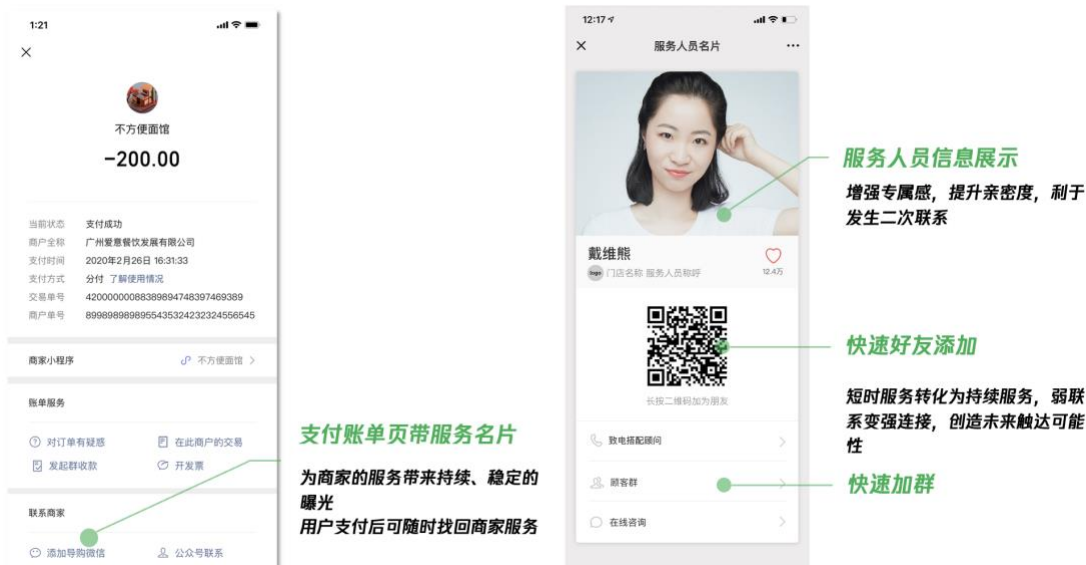 1:21
不方便面馆
-200.00
当前状态 支付成功
商户全称 广州爱意餐饮发展有限公司
支付时间 2020年2月26日 16:31:33
支付方式 分付 了解使用情况
交易单号 42000000088389894748397469389
商户单号 89989898989554353242323245565​45
商家小程序 不方便面馆
账单服务
对订单有疑惑 在此商户的交易
发起群收款 开发票
联系商家
添加导购微信 公众号联系
支付账单页带服务名片
为商家的服务带来持续、稳定的
曝光
用户支付后可随时找回商家服务
12:17
服务人员名片
戴维熊
12.4万
logo 门店名称 服务人员称呼
长按二维码加为朋友
致电搭配顾问
顾客群
在线咨询
服务人员信息展示
增强专属感，提升亲密度，利于
发生二次联系
快速好友添加
短时服务转化为持续服务，弱联
系变强连接，创造未来触达可能
性
快速加群